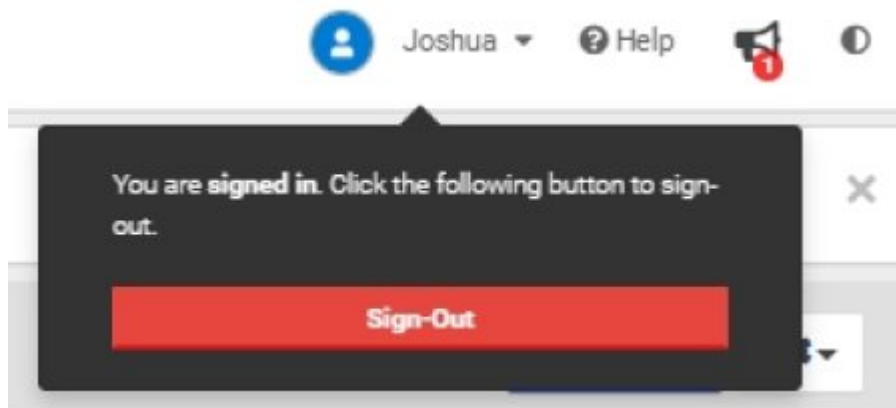 Joshua Help
1
You are signed in. Click the following button to sign-
out.
Sign-Out